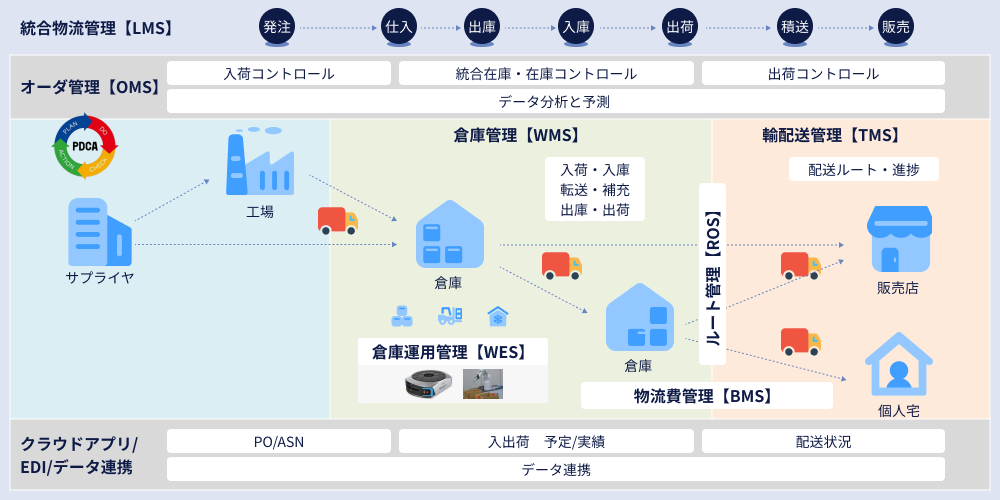 統合物流管理【LMS】
発注
仕入
出庫
入庫
出荷
積送
販売
オーダ管理【OMS】
入荷コントロール
統合在庫・在庫コントロール
出荷コントロール
データ分析と予測
PLAN
DO
CHECK
ACTION
PDCA
工場
サプライヤ
倉庫管理【WMS】
入荷・入庫
転送・補充
出庫・出荷
倉庫
倉庫
倉庫運用管理【WES】
ルート管理【ROS】
物流費管理【BMS】
輸配送管理【TMS】
配送ルート・進捗
販売店
個人宅
クラウドアプリ/
EDI/データ連携
PO/ASN
入出荷　予定/実績
配送状況
データ連携